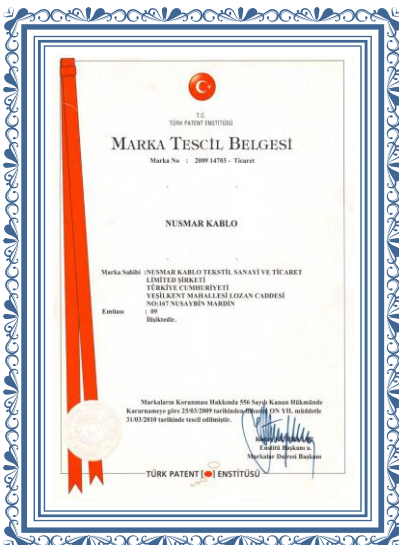 T.C.
TÜRK PATENT ENSTİTÜSÜ
MARKA TESCİL BELGESİ
Marka No : 2009 14703 - Ticaret
NUSMAR KABLO
Marka Sahibi :NUSMAR KABLO TEKSTİL SANAYİ VE TİCARET
LİMİTED ŞİRKETİ
TÜRKİYE CUMHURİYETİ
YEŞİLKENT MAHALLESİ LOZAN CADDESİ
NO:167 NUSAYBİN MARDİN
Emtiası : 09
İlişiktedir.
Markaların Korunması Hakkında 556 Sayılı Kanun Hükmünde
Kararnameye göre 25/03/2009 tarihinden itibaren ON YIL müddetle
31/03/2010 tarihinde tescil edilmiştir.
Enstitü Başkanı a.
Markalar Dairesi Başkanı
TÜRK PATENT ENSTİTÜSÜ